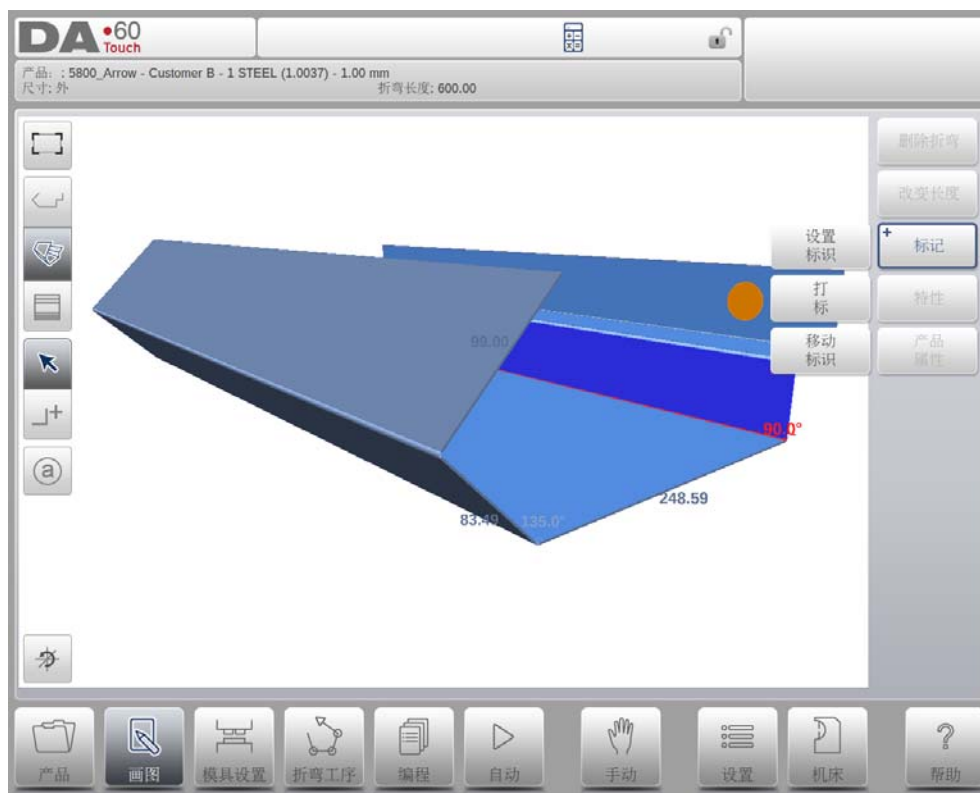 DA•60
Touch
产品: : 5800_Arrow - Customer B - 1 STEEL (1.0037) - 1.00 mm
尺寸: 外
折弯长度: 600.00
删除折弯
改变长度
设置
标识
标记
打
标
特性
移动
标识
产品
属性
99.00
90.0°
248.59
83.49
135.0°
a
产品
画图
模具设置
折弯工序
编程
自动
手动
设置
机床
帮助